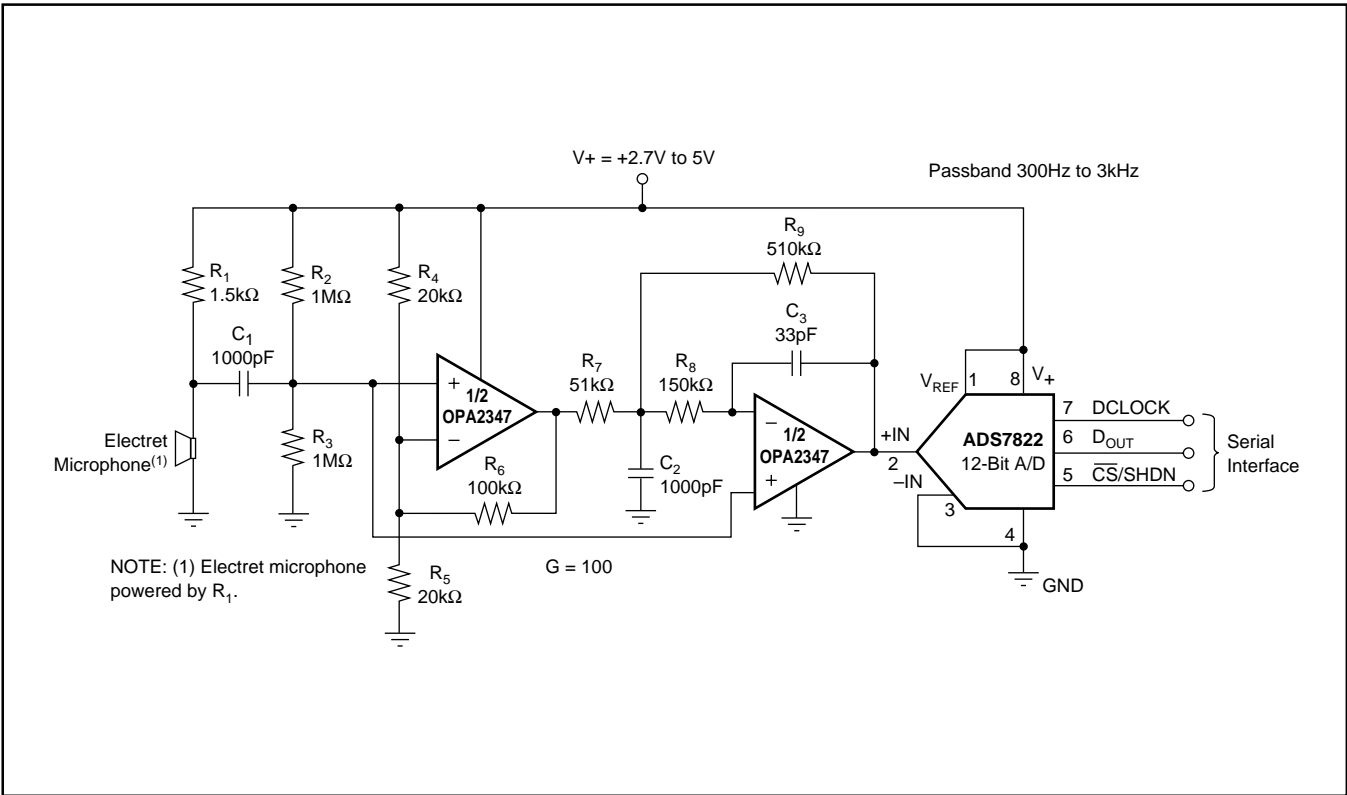 V+ = +2.7V to 5V
Passband 300Hz to 3kHz
R1
1.5kΩ
R2
1MΩ
R4
20kΩ
R9
510kΩ
C3
33pF
C1
1000pF
R7
51kΩ
R8
150kΩ
+
1/2
OPA2347
–
VREF
1
8
V+
7
DCLOCK
Electret
Microphone(1)
R3
1MΩ
–
1/2
OPA2347
+
+IN
2
–IN
3
ADS7822
12-Bit A/D
6
DOUT
5
CS/SHDN
Serial
Interface
R6
100kΩ
C2
1000pF
4
NOTE: (1) Electret microphone
powered by R1.
R5
20kΩ
G = 100
GND